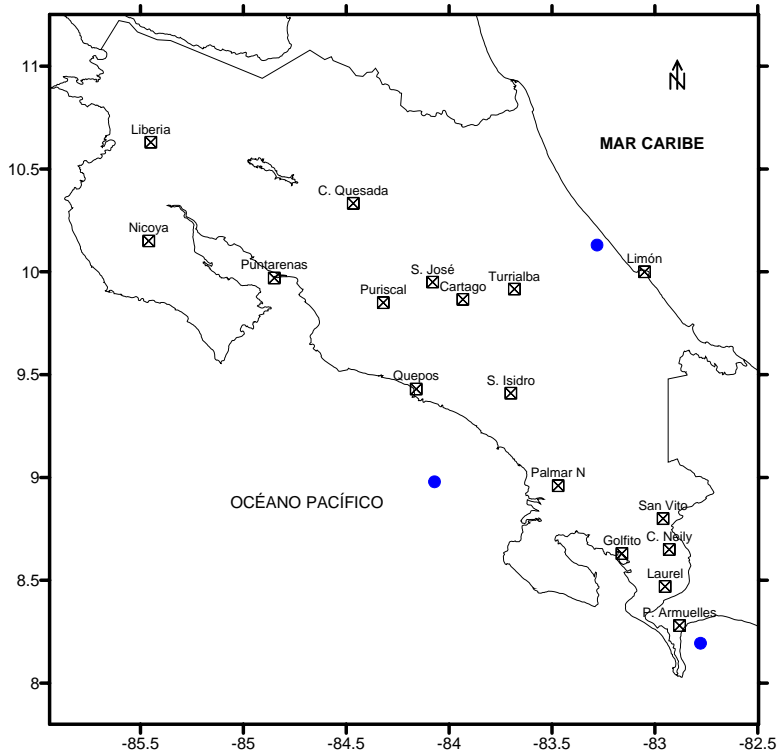 11
N
Liberia
MAR CARIBE
10.5
C. Quesada
Nicoya
Limón
10
Puntarenas
S. José
Turrialba
Cartago
Puriscal
9.5
Quepos
S. Isidro
9
Palmar N
OCÉANO PACÍFICO
San Vito
C. Neily
Golfito
8.5
Laurel
P. Armuelles
8
-85.5
-85
-84.5
-84
-83.5
-83
-82.5